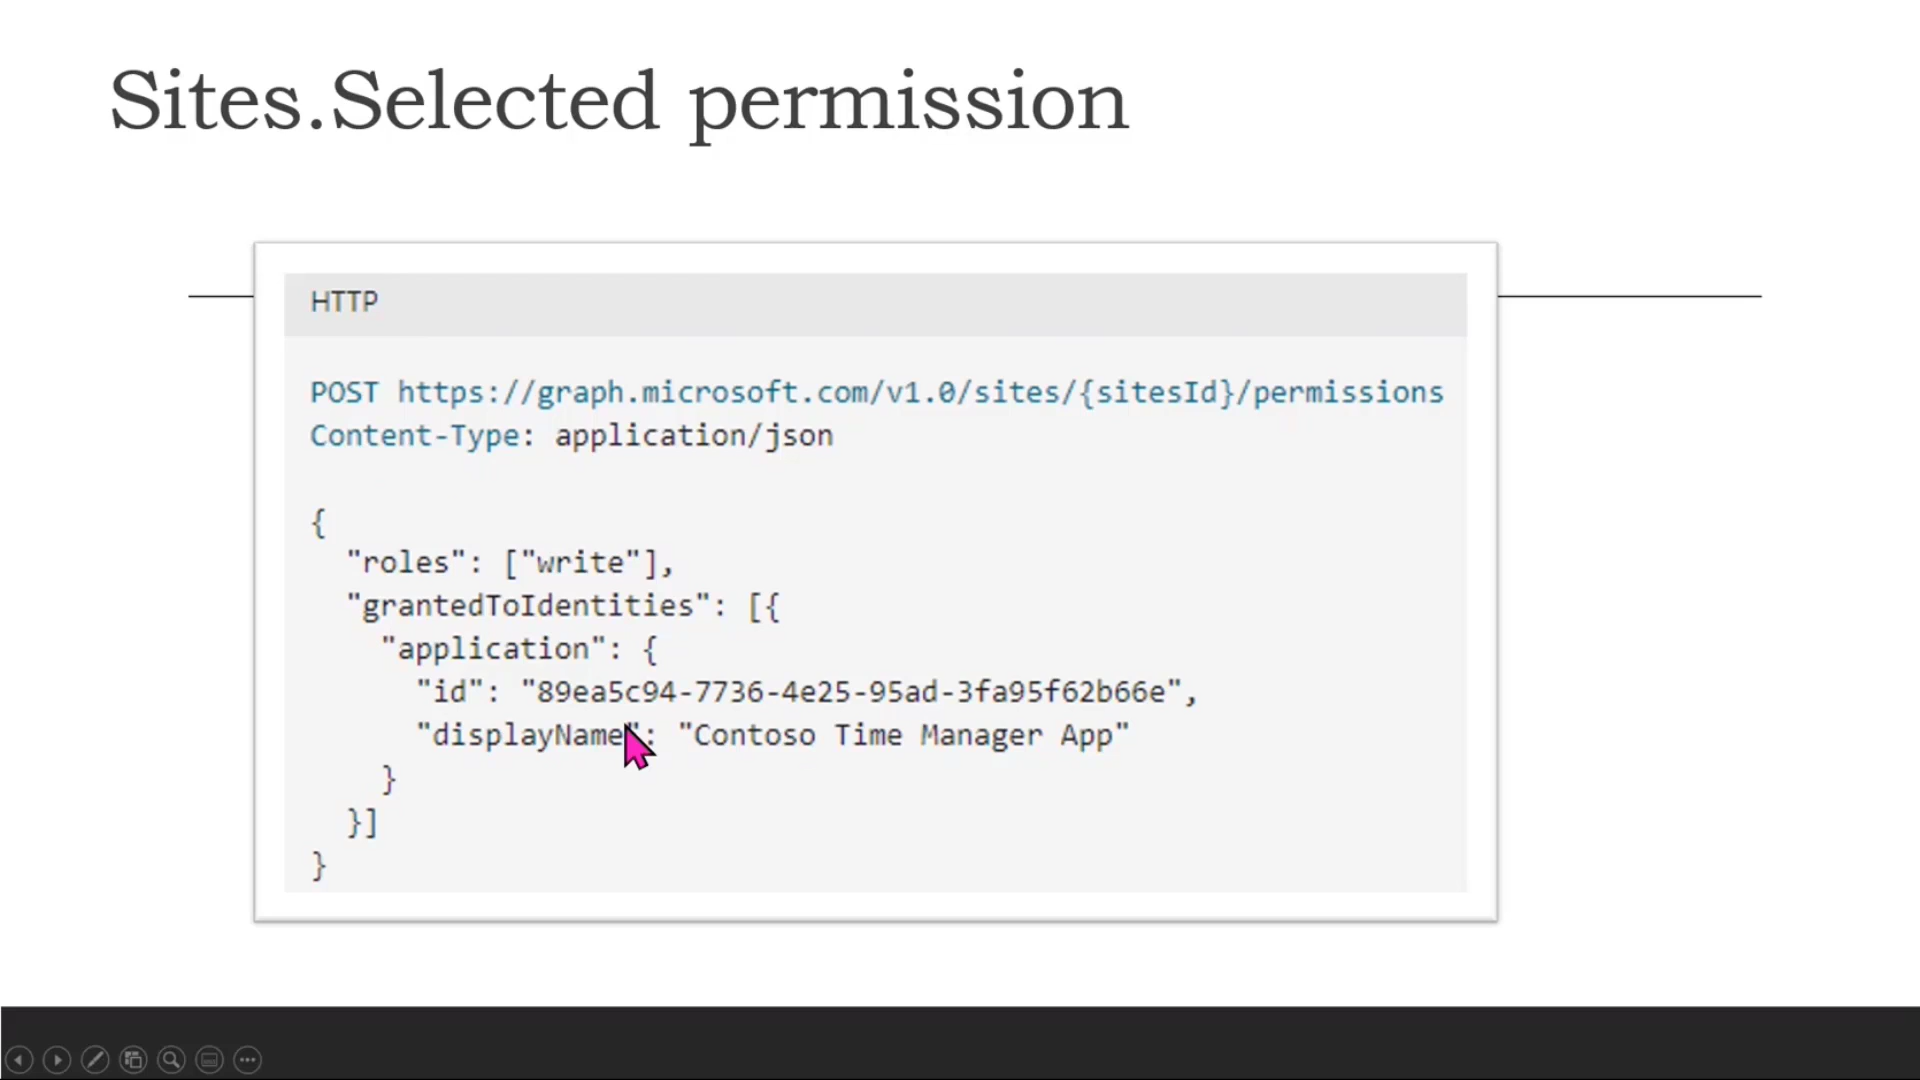 Sites.Selected permission
HTTP
POST https://graph.microsoft.com/v1.0/sites/{sitesId}/permissions
Content-Type: application/json
{
"roles": ["write"],
"grantedToIdentities": [{
"application": {
"id": "89ea5c94-7736-4e25-95ad-3fa95f62b66e",
"displayName": "Contoso Time Manager App"
}
}]
}